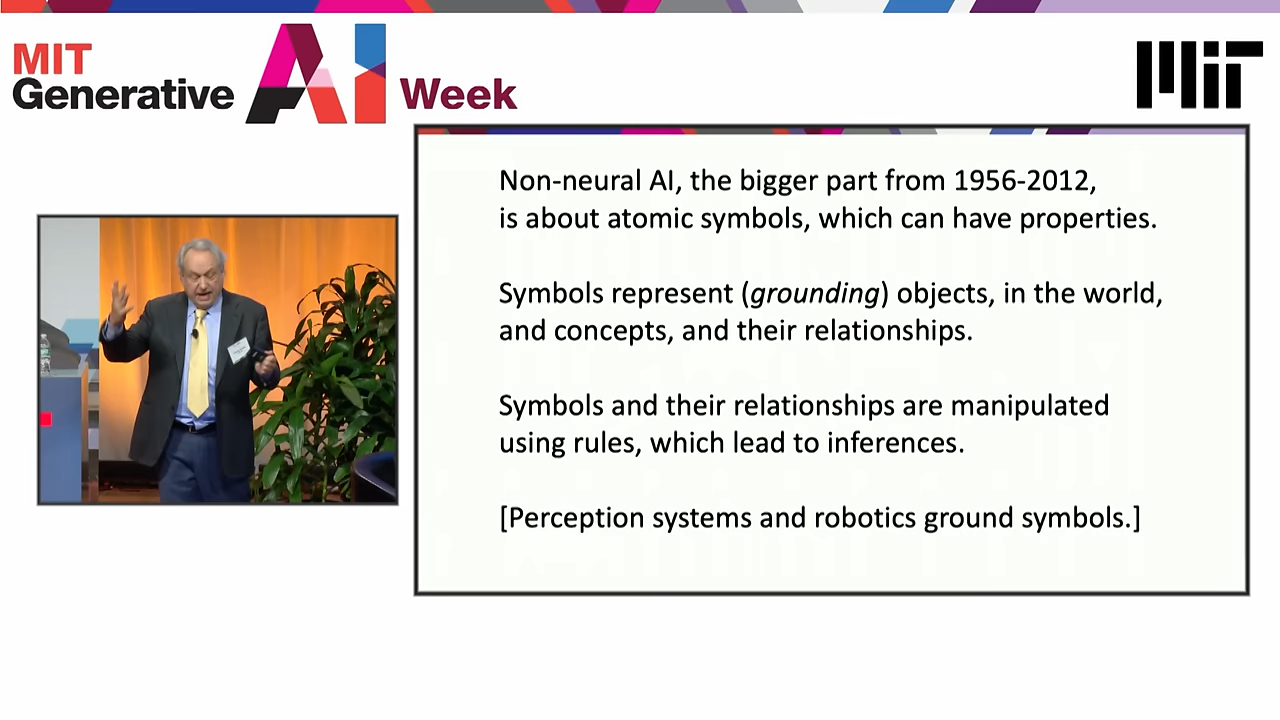 MIT
Generative AI Week
MIT
Non-neural AI, the bigger part from 1956-2012,
is about atomic symbols, which can have properties.
Symbols represent (grounding) objects, in the world,
and concepts, and their relationships.
Symbols and their relationships are manipulated
using rules, which lead to inferences.
[Perception systems and robotics ground symbols.]